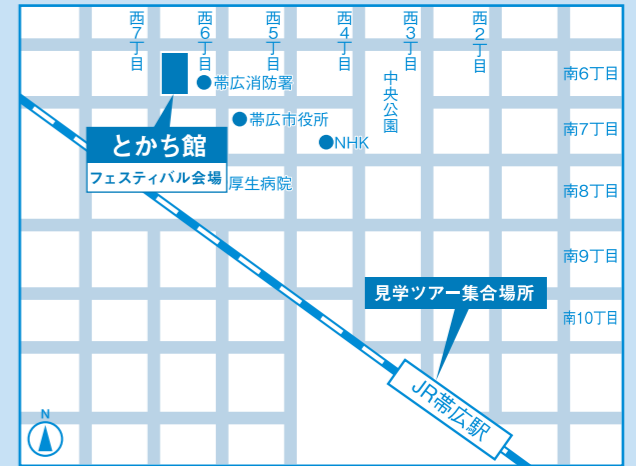 西7丁目
西6丁目
西5丁目
西4丁目
西3丁目
西2丁目
南6丁目
帯広消防署
中央公園
帯広市役所
南7丁目
とかち館
NHK
フェスティバル会場
厚生病院
南8丁目
南9丁目
見学ツアー集合場所
南10丁目
JR帯広駅
N